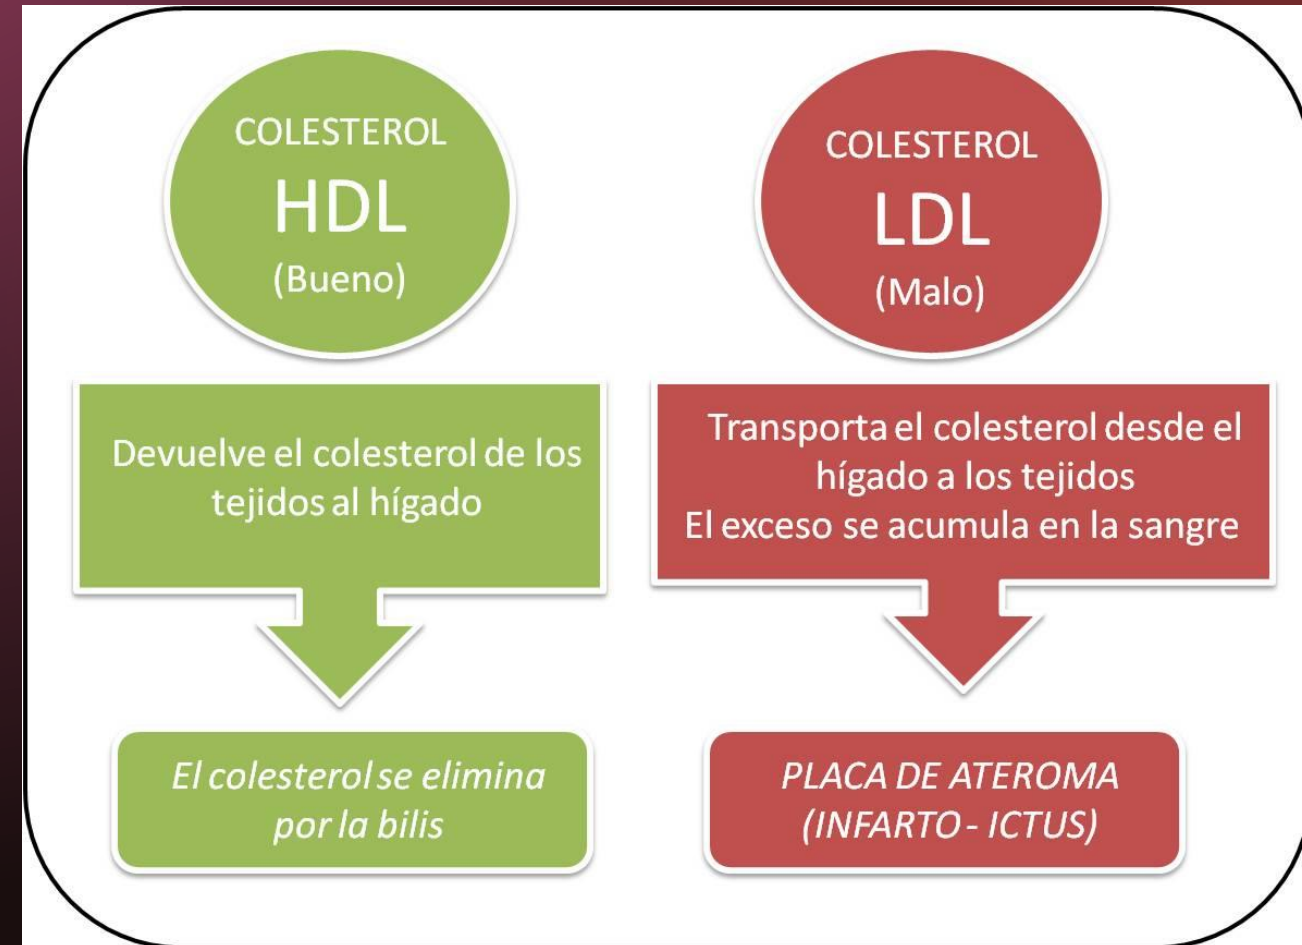 COLESTEROL
HDL
(Bueno)
Devuelve el colesterol de los
tejidos al hígado
El colesterol se elimina
por la bilis
COLESTEROL
LDL
(Malo)
Transporta el colesterol desde el
hígado a los tejidos
El exceso se acumula en la sangre
PLACA DE ATEROMA
(INFARTO - ICTUS)